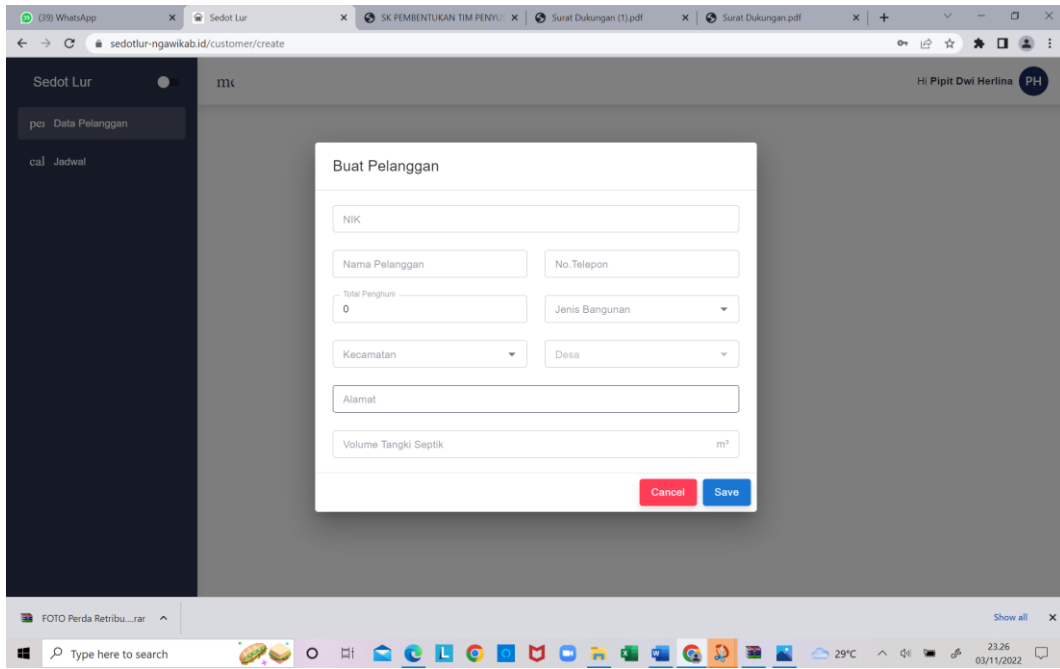 (39) WhatsApp
Sedot Lur
SK PEMBENTUKAN TIM PENYU
Surat Dukungan (1).pdf
Surat Dukungan.pdf
sedotlur-ngawikab.id/customer/create
Sedot Lur
Hi Pipit Dwi Herlina PH
Data Pelanggan
cal Jadwal
Buat Pelanggan
NIK
Nama Pelanggan
No.Telepon
Total Penghuni
0
Jenis Bangunan
Kecamatan
Desa
Alamat
Volume Tangki Septik m³
Cancel Save
FOTO Perda Retribu....rar
Show all
Type here to search
29°C
23.26
03/11/2022